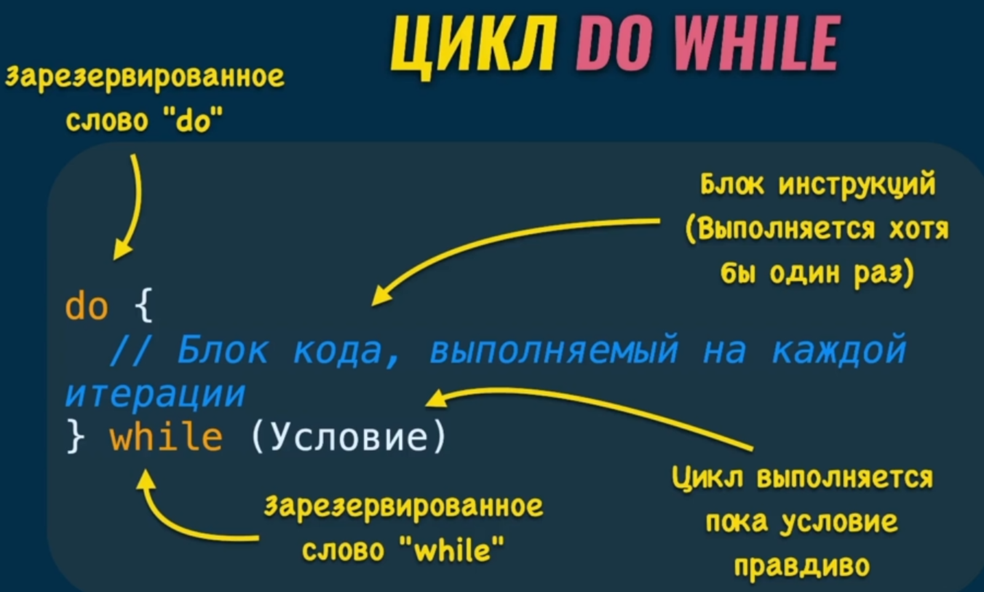 ЦИКЛ DO WHILE
Зарезервированное
слово "do"
Блок инструкций
(Выполняется хотя
бы один раз)
do {
// Блок кода, выполняемый на каждой
итерации
} while (Условие)
Зарезервированное
слово "while"
Цикл выполняется
пока условие
правдиво